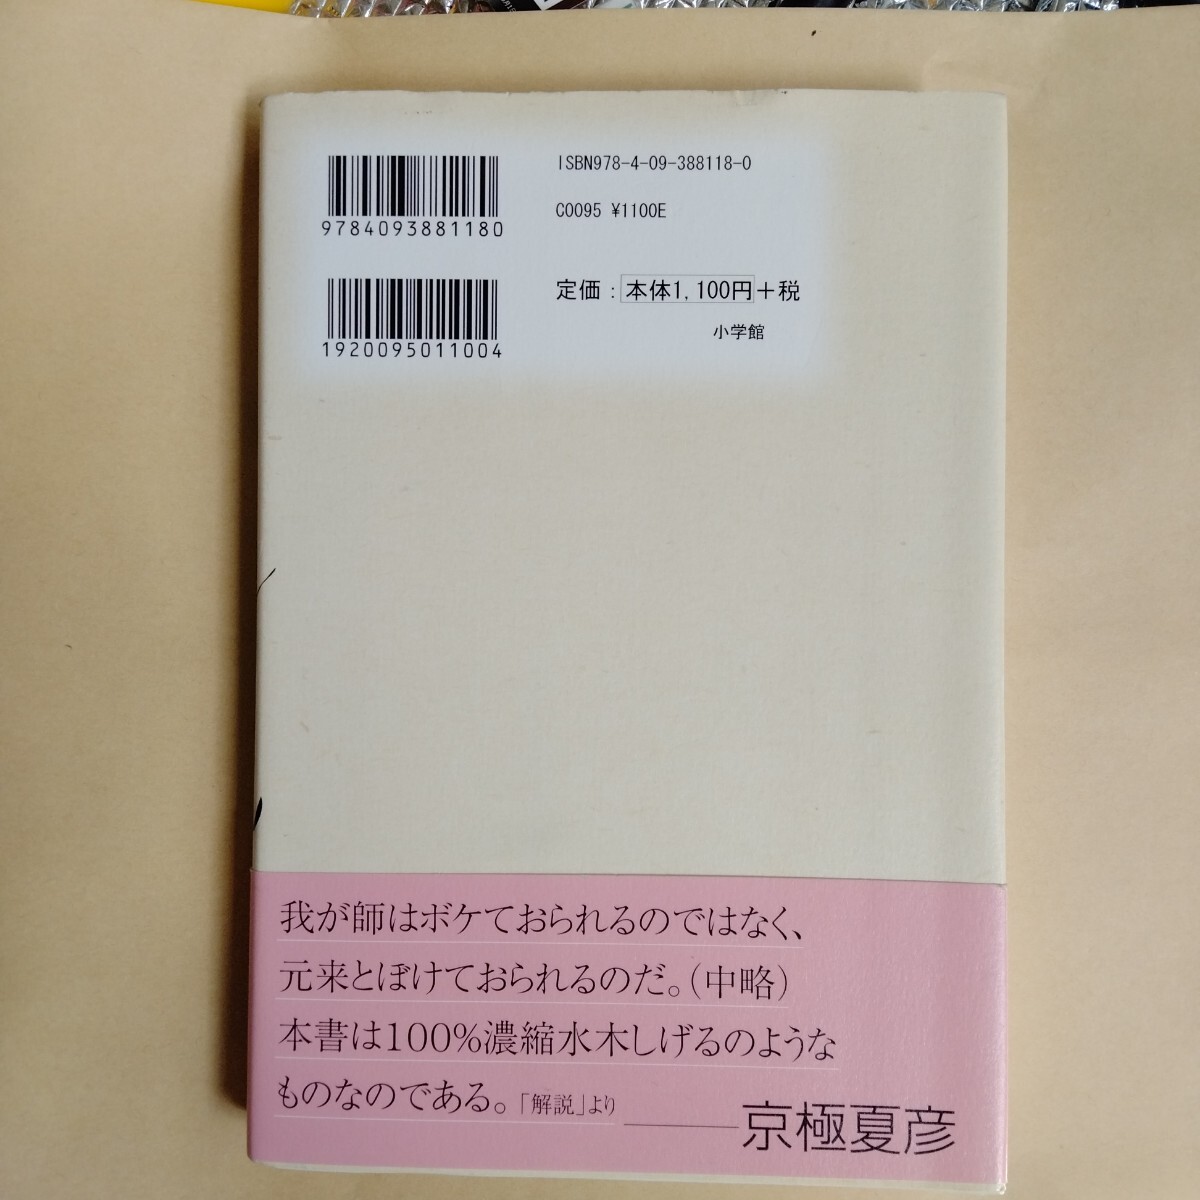 ISBN978-4-09-388118-0
9784093881180
C0095 ¥1100E
1920095011004
定価：本体1,100円＋税
小学館
我が師はボケておられるのではなく、
元来とぼけておられるのだ。（中略）
本書は100％濃縮水木しげるのような
ものなのである。「解説」より
――京極夏彦